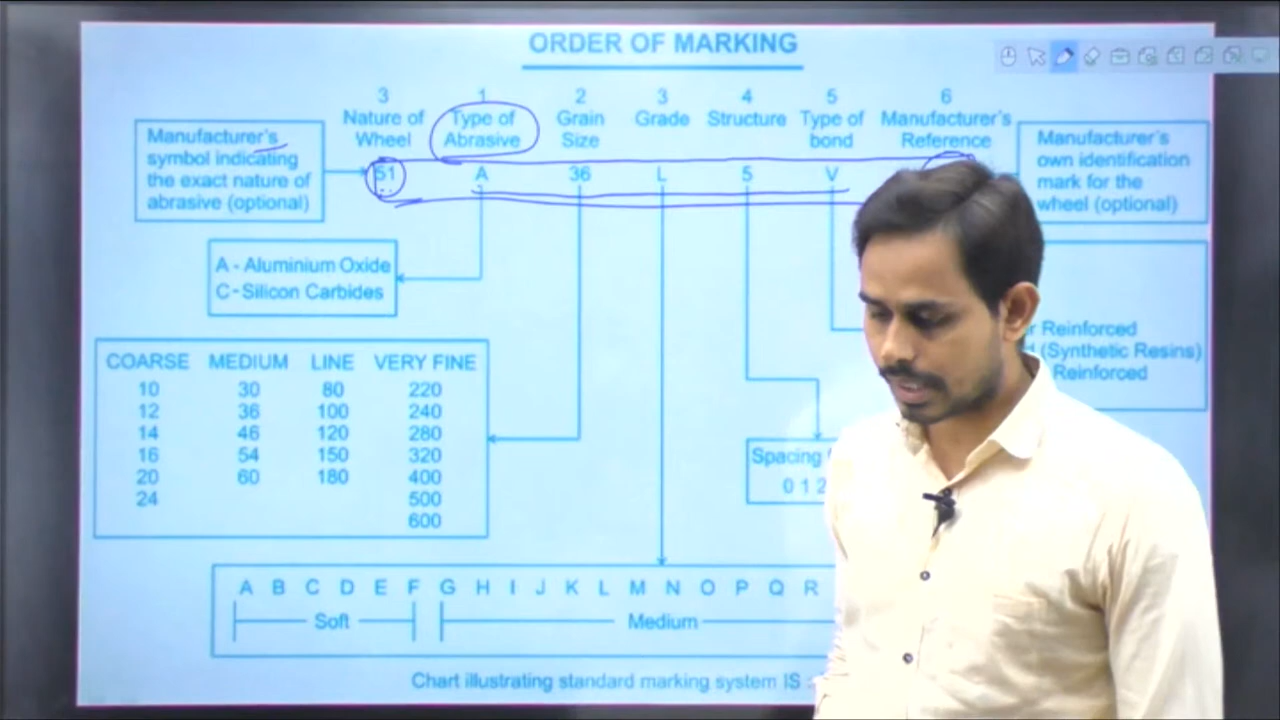 ORDER OF MARKING
3 1 2 3 4 5 6
Nature of Type of Grain Grade Structure Type of Manufacturer's
Wheel Abrasive Size bond Reference
Manufacturer's
symbol indicating
the exact nature of
abrasive (optional)
51 A 36 L 5 V
Manufacturer's
own identification
mark for the
wheel (optional)
A - Aluminium Oxide
C - Silicon Carbides
Reinforced
(Synthetic Resins)
Reinforced
COARSE MEDIUM LINE VERY FINE
10 30 80 220
12 36 100 240
14 46 120 280
16 54 150 320
20 60 180 400
24 500
600
Spacing
0 1 2
A B C D E F G H I J K L M N O P Q R
Soft Medium
Chart illustrating standard marking system IS :